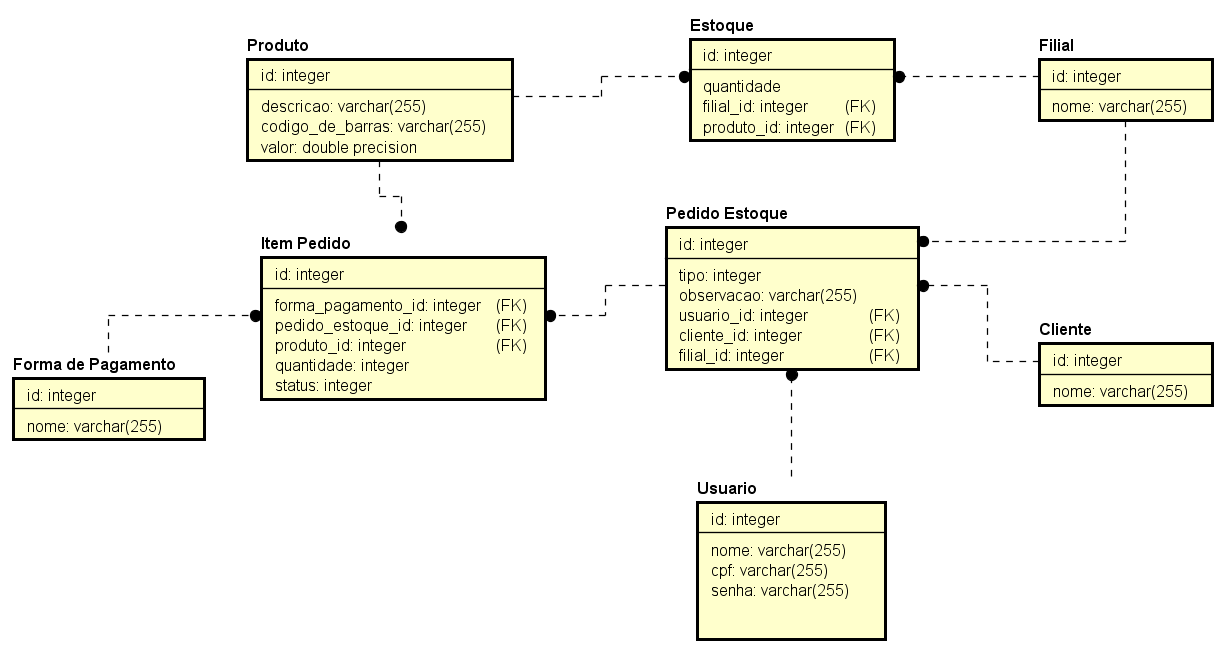 Produto
id: integer
descricao: varchar(255)
codigo_de_barras: varchar(255)
valor: double precision
Estoque
id: integer
quantidade
filial_id: integer (FK)
produto_id: integer (FK)
Filial
id: integer
nome: varchar(255)
Item Pedido
id: integer
forma_pagamento_id: integer (FK)
pedido_estoque_id: integer (FK)
produto_id: integer (FK)
quantidade: integer
status: integer
Pedido Estoque
id: integer
tipo: integer
observacao: varchar(255)
usuario_id: integer (FK)
cliente_id: integer (FK)
filial_id: integer (FK)
Cliente
id: integer
nome: varchar(255)
Forma de Pagamento
id: integer
nome: varchar(255)
Usuario
id: integer
nome: varchar(255)
cpf: varchar(255)
senha: varchar(255)